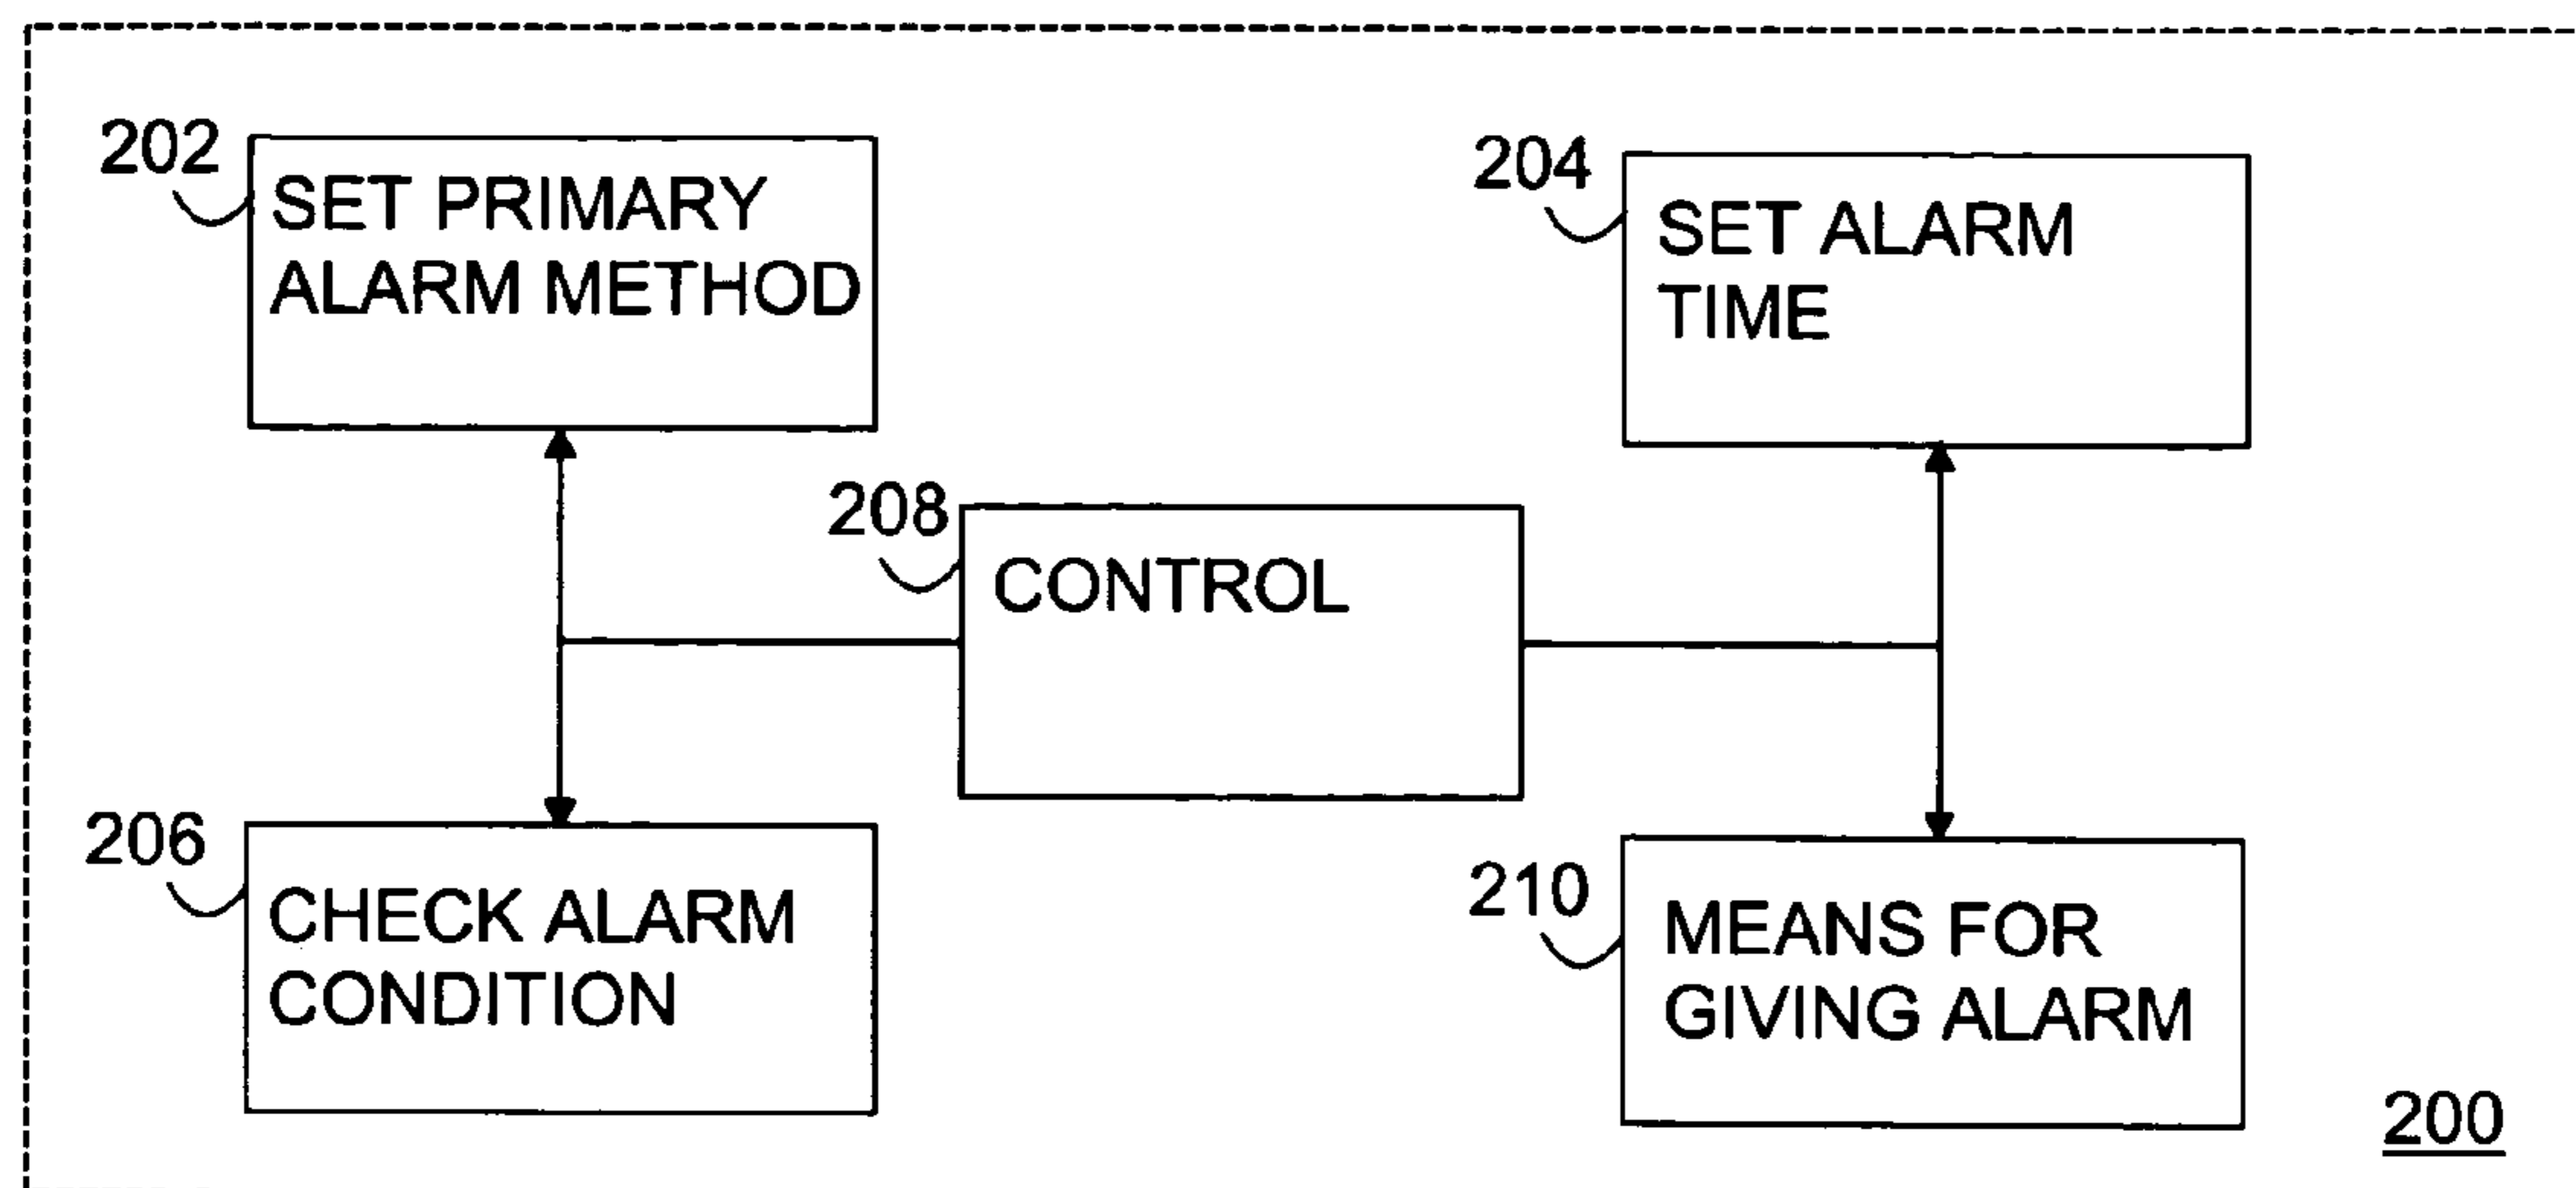 202
SET PRIMARY
ALARM METHOD
204
SET ALARM
TIME
208
CONTROL
206
CHECK ALARM
CONDITION
210
MEANS FOR
GIVING ALARM
200